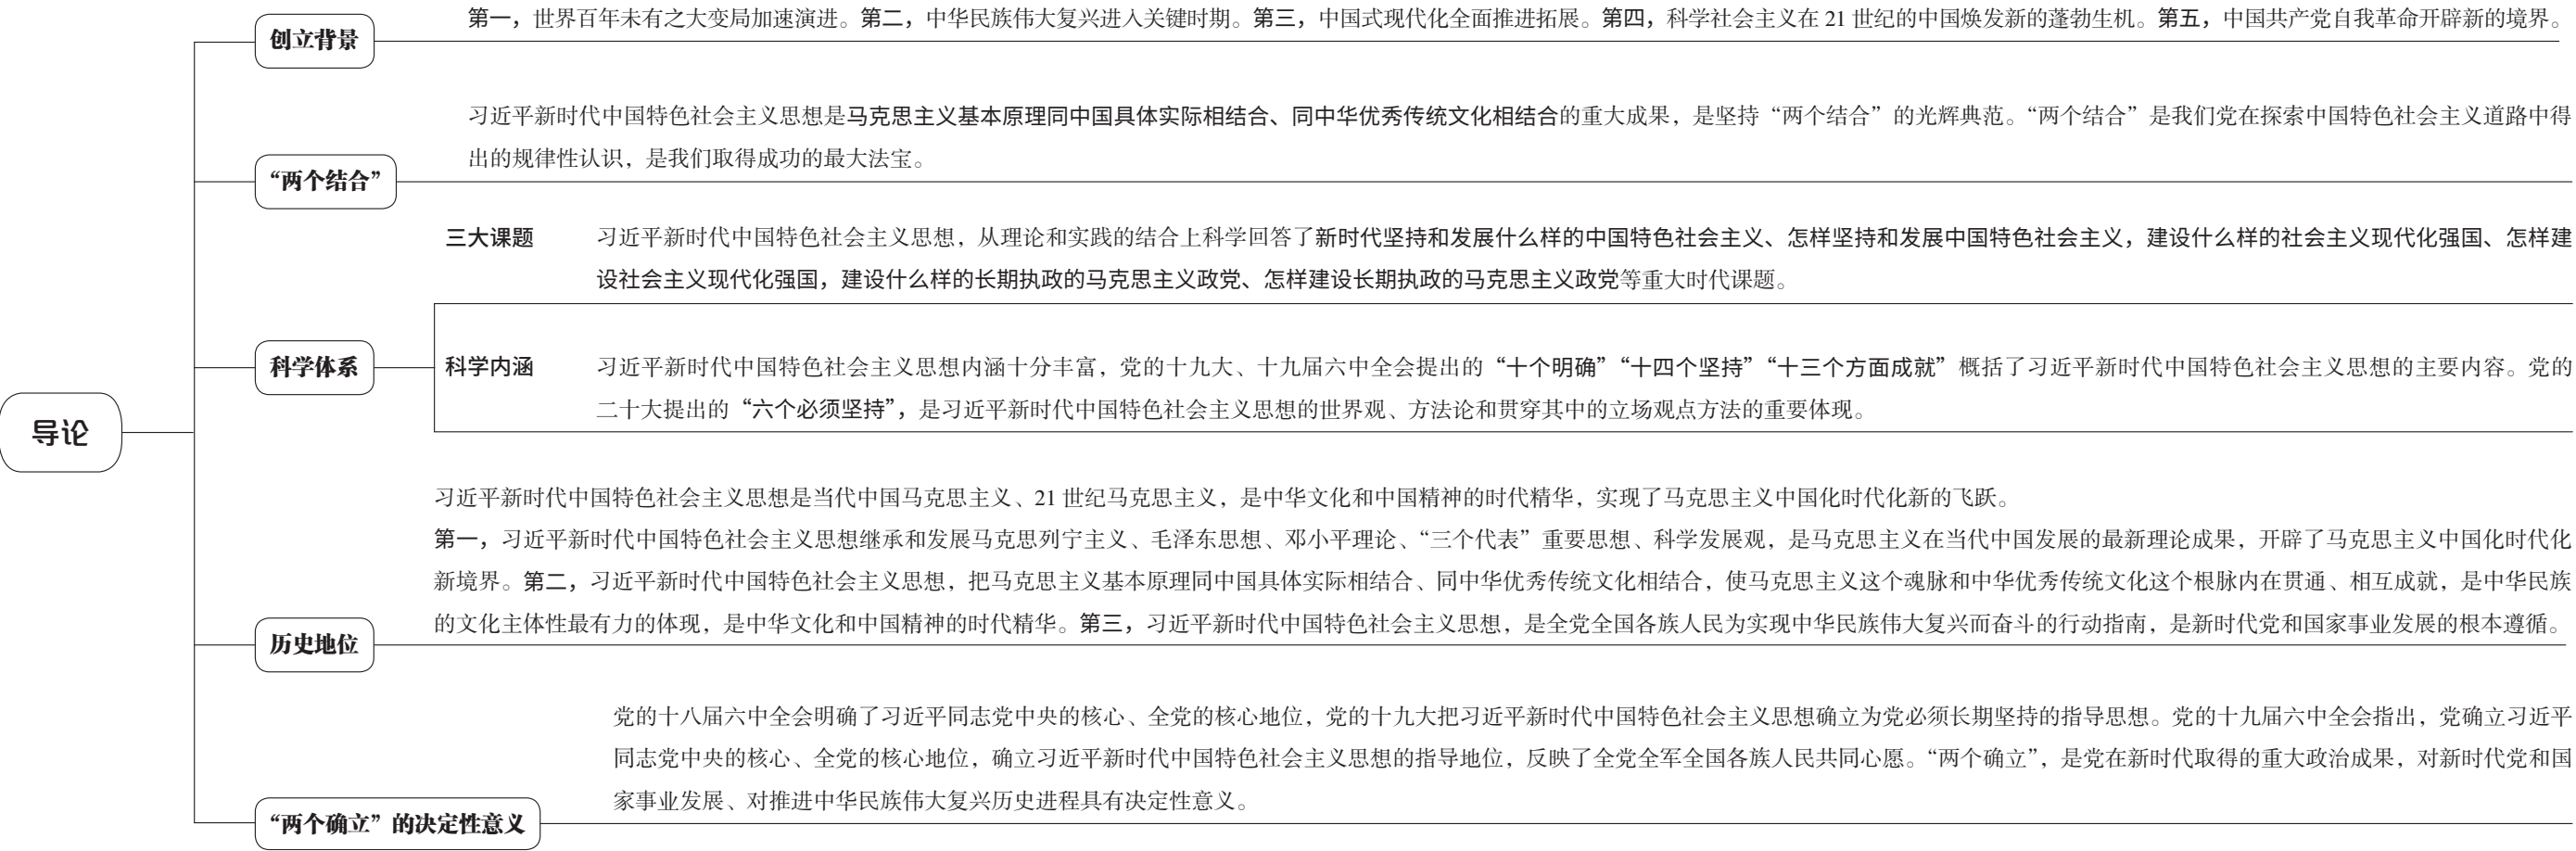 导论
创立背景
第一，世界百年未有之大变局加速演进。第二，中华民族伟大复兴进入关键时期。第三，中国式现代化全面推进拓展。第四，科学社会主义在 21 世纪的中国焕发新的蓬勃生机。第五，中国共产党自我革命开辟新的境界。
“两个结合”
习近平新时代中国特色社会主义思想是马克思主义基本原理同中国具体实际相结合、同中华优秀传统文化相结合的重大成果，是坚持“两个结合”的光辉典范。“两个结合”是我们党在探索中国特色社会主义道路中得
出的规律性认识，是我们取得成功的最大法宝。
科学体系
三大课题
习近平新时代中国特色社会主义思想，从理论和实践的结合上科学回答了新时代坚持和发展什么样的中国特色社会主义、怎样坚持和发展中国特色社会主义，建设什么样的社会主义现代化强国、怎样建
设社会主义现代化强国，建设什么样的长期执政的马克思主义政党、怎样建设长期执政的马克思主义政党等重大时代课题。
科学内涵
习近平新时代中国特色社会主义思想内涵十分丰富，党的十九大、十九届六中全会提出的“十个明确”“十四个坚持”“十三个方面成就”概括了习近平新时代中国特色社会主义思想的主要内容。党的
二十大提出的“六个必须坚持”，是习近平新时代中国特色社会主义思想的世界观、方法论和贯穿其中的立场观点方法的重要体现。
历史地位
习近平新时代中国特色社会主义思想是当代中国马克思主义、21 世纪马克思主义，是中华文化和中国精神的时代精华，实现了马克思主义中国化时代化新的飞跃。
第一，习近平新时代中国特色社会主义思想继承和发展马克思列宁主义、毛泽东思想、邓小平理论、“三个代表”重要思想、科学发展观，是马克思主义在当代中国发展的最新理论成果，开辟了马克思主义中国化时代化
新境界。第二，习近平新时代中国特色社会主义思想，把马克思主义基本原理同中国具体实际相结合、同中华优秀传统文化相结合，使马克思主义这个魂脉和中华优秀传统文化这个根脉内在贯通、相互成就，是中华民族
的文化主体性最有力的体现，是中华文化和中国精神的时代精华。第三，习近平新时代中国特色社会主义思想，是全党全国各族人民为实现中华民族伟大复兴而奋斗的行动指南，是新时代党和国家事业发展的根本遵循。
“两个确立”的决定性意义
党的十八届六中全会明确了习近平同志党中央的核心、全党的核心地位，党的十九大把习近平新时代中国特色社会主义思想确立为党必须长期坚持的指导思想。党的十九届六中全会指出，党确立习近平
同志党中央的核心、全党的核心地位，确立习近平新时代中国特色社会主义思想的指导地位，反映了全党全军全国各族人民共同心愿。“两个确立”，是党在新时代取得的重大政治成果，对新时代党和国
家事业发展、对推进中华民族伟大复兴历史进程具有决定性意义。